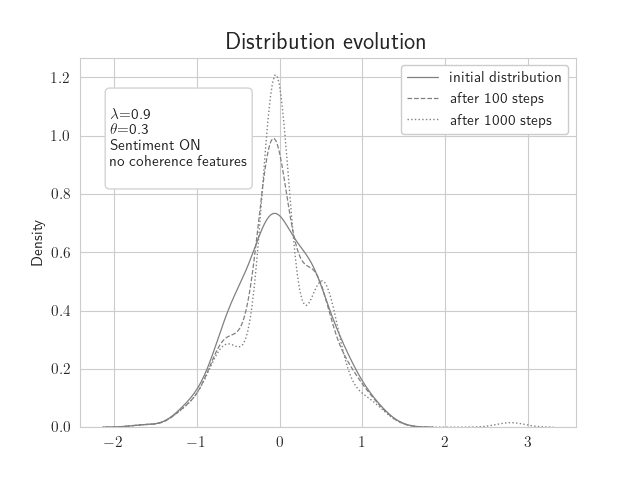 Distribution evolution
initial distribution
after 100 steps
after 1000 steps
λ=0.9
θ=0.3
Sentiment ON
no coherence features
Density
1.2
1.0
0.8
0.6
0.4
0.2
0.0
−2 −1 0 1 2 3